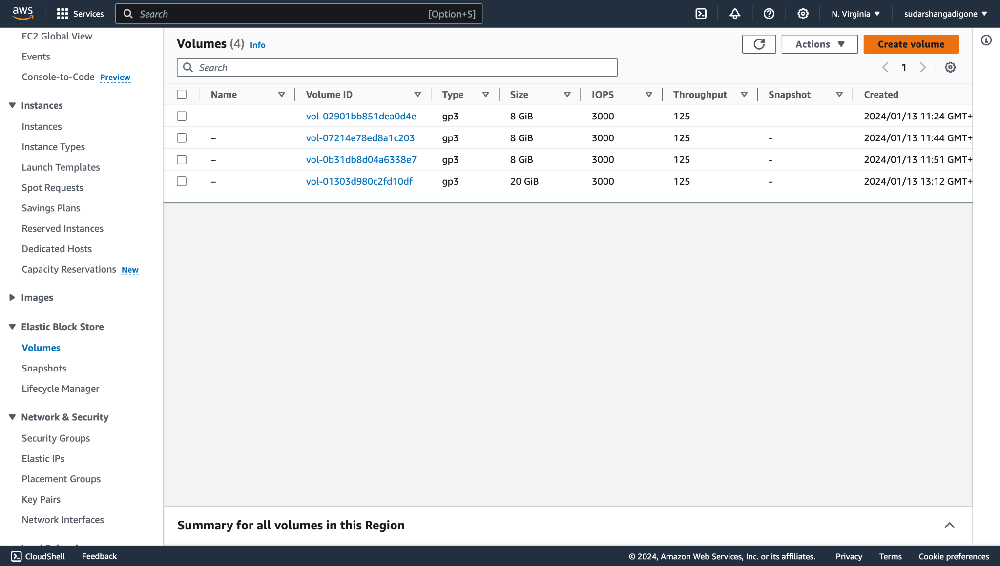 aws Services Search [Option+S] N. Virginia sudarshangadigone
EC2 Global View
Events
Console-to-Code Preview
Instances
Instances
Instance Types
Launch Templates
Spot Requests
Savings Plans
Reserved Instances
Dedicated Hosts
Capacity Reservations New
Images
Elastic Block Store
Volumes
Snapshots
Lifecycle Manager
Network & Security
Security Groups
Elastic IPs
Placement Groups
Key Pairs
Network Interfaces
Volumes (4) Info
Actions Create volume
Search
1
Name Volume ID Type Size IOPS Throughput Snapshot Created
– vol-02901bb851dea0d4e gp3 8 GiB 3000 125 - 2024/01/13 11:24 GMT+
– vol-07214e78ed8a1c203 gp3 8 GiB 3000 125 - 2024/01/13 11:44 GMT+
– vol-0b31db8d04a6338e7 gp3 8 GiB 3000 125 - 2024/01/13 11:51 GMT+
– vol-01303d980c2fd10df gp3 20 GiB 3000 125 - 2024/01/13 13:12 GMT+
Summary for all volumes in this Region
CloudShell Feedback © 2024, Amazon Web Services, Inc. or its affiliates. Privacy Terms Cookie preferences